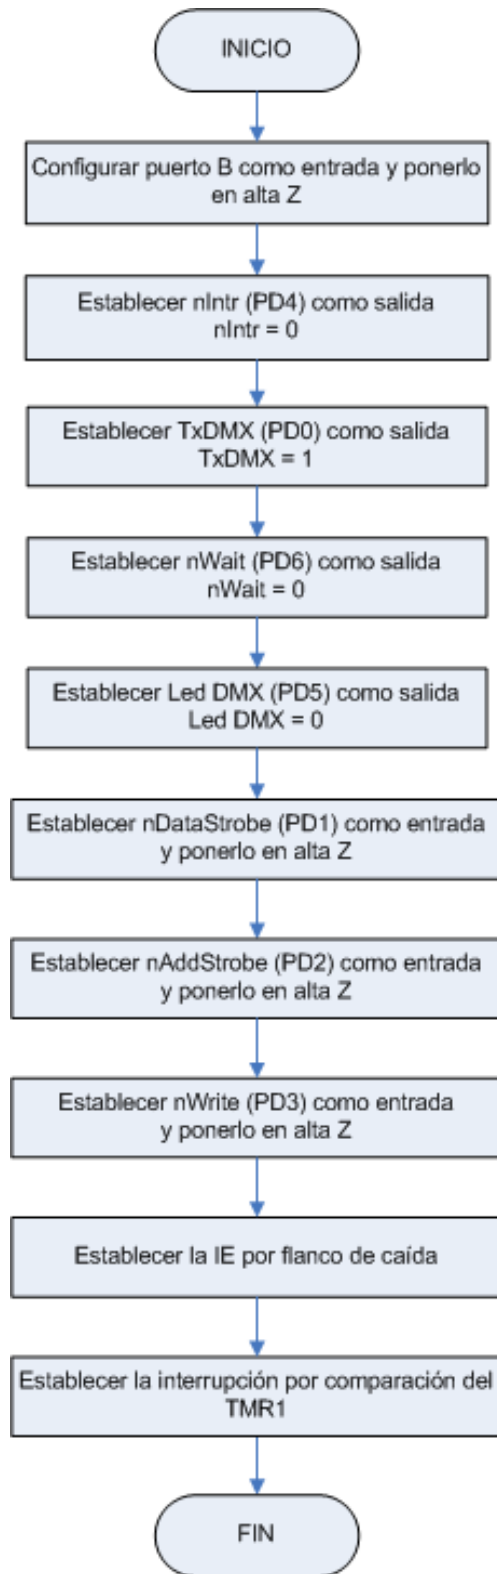 INICIO
Configurar puerto B como entrada y ponerlo
en alta Z
Establecer nIntr (PD4) como salida
nIntr = 0
Establecer TxDMX (PD0) como salida
TxDMX = 1
Establecer nWait (PD6) como salida
nWait = 0
Establecer Led DMX (PD5) como salida
Led DMX = 0
Establecer nDataStrobe (PD1) como entrada
y ponerlo en alta Z
Establecer nAddStrobe (PD2) como entrada
y ponerlo en alta Z
Establecer nWrite (PD3) como entrada
y ponerlo en alta Z
Establecer la IE por flanco de caída
Establecer la interrupción por comparación del
TMR1
FIN